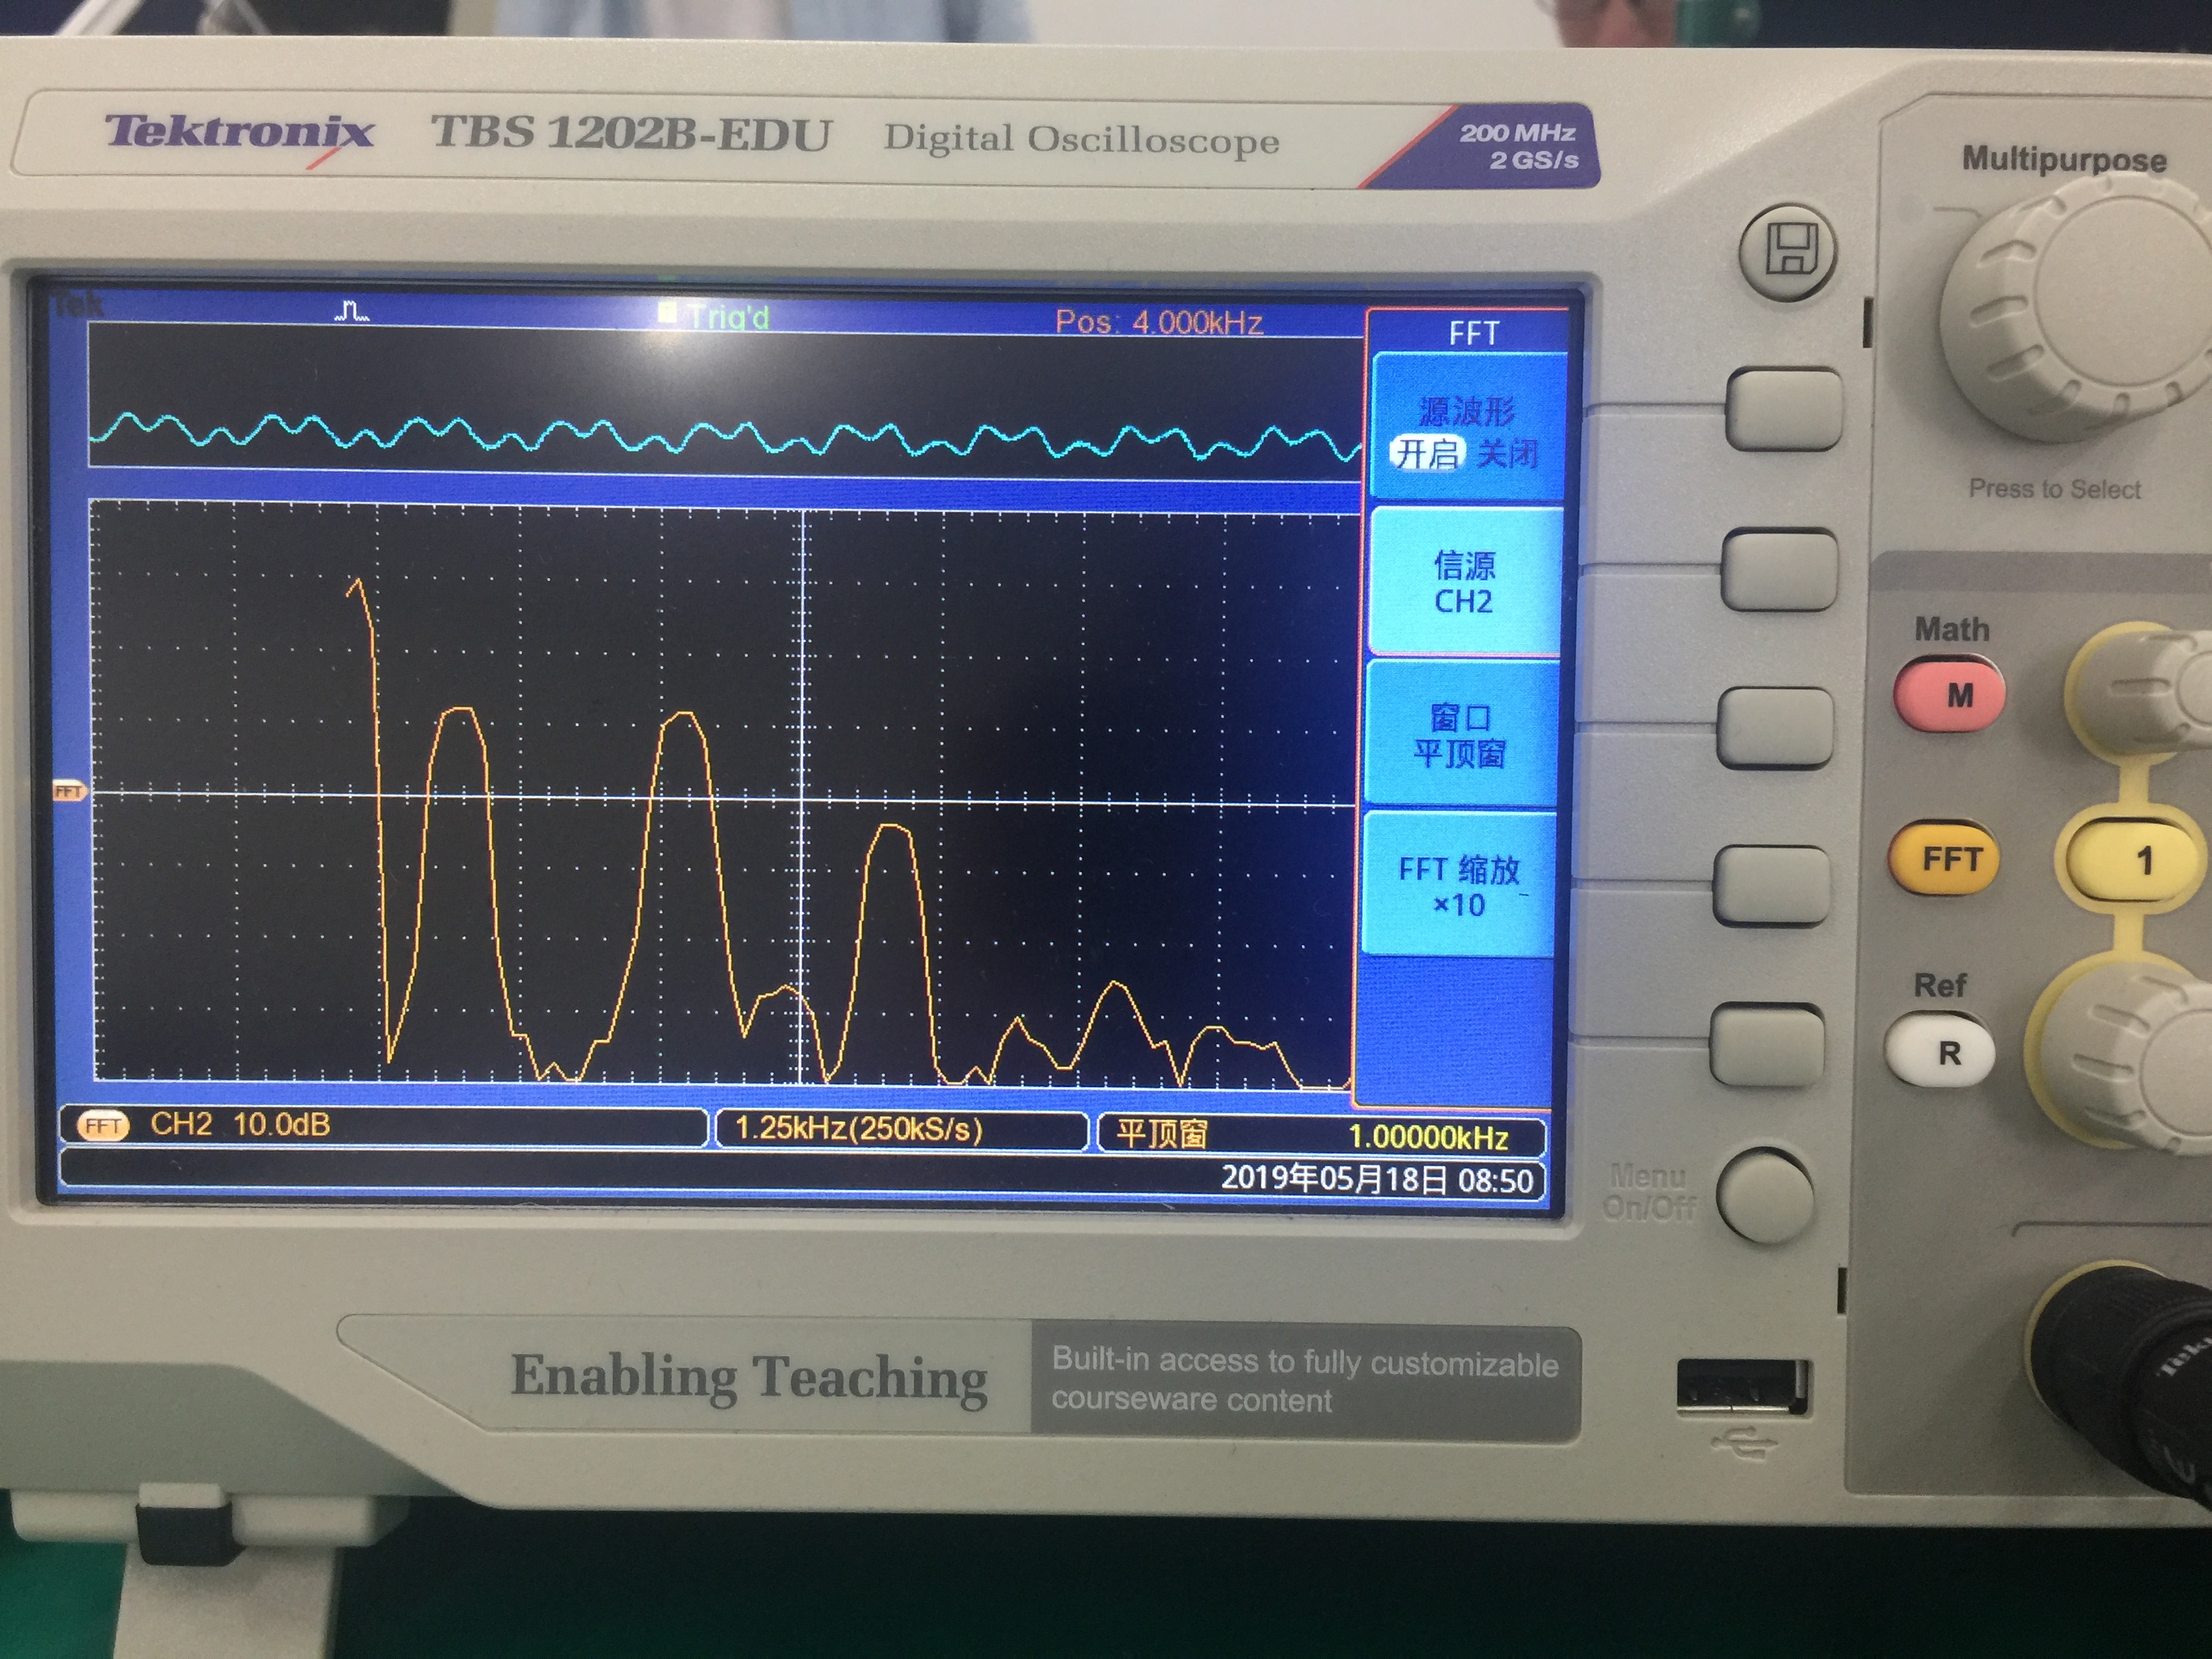 Tektronix TBS 1202B-EDU Digital Oscilloscope
200 MHz
2 GS/s
Multipurpose
Press to Select
Tek
Trig'd
Pos: 4.000kHz
FFT
源波形
开启 关闭
信源
CH2
窗口
平顶窗
FFT 缩放
×10
FFT
FFT CH2 10.0dB
1.25kHz(250kS/s)
平顶窗 1.00000kHz
2019年05月18日 08:50
Math
M
FFT
1
Ref
R
Menu
On/Off
Enabling Teaching
Built-in access to fully customizable
courseware content